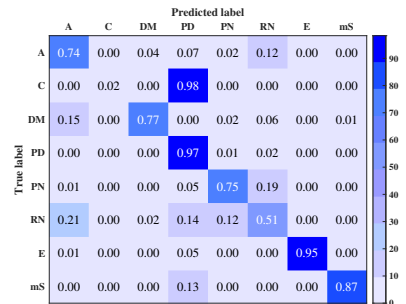 Predicted label
A C DM PD PN RN E mS
A 0.74 0.00 0.04 0.07 0.02 0.12 0.00 0.00
C 0.00 0.02 0.00 0.98 0.00 0.00 0.00 0.00
DM 0.15 0.00 0.77 0.00 0.02 0.06 0.00 0.01
PD 0.00 0.00 0.00 0.97 0.01 0.02 0.00 0.00
PN 0.01 0.00 0.00 0.05 0.75 0.19 0.00 0.00
RN 0.21 0.00 0.02 0.14 0.12 0.51 0.00 0.00
E 0.01 0.00 0.00 0.05 0.00 0.00 0.95 0.00
mS 0.00 0.00 0.00 0.13 0.00 0.00 0.00 0.87
True label
90
80
70
60
50
40
30
20
10
0